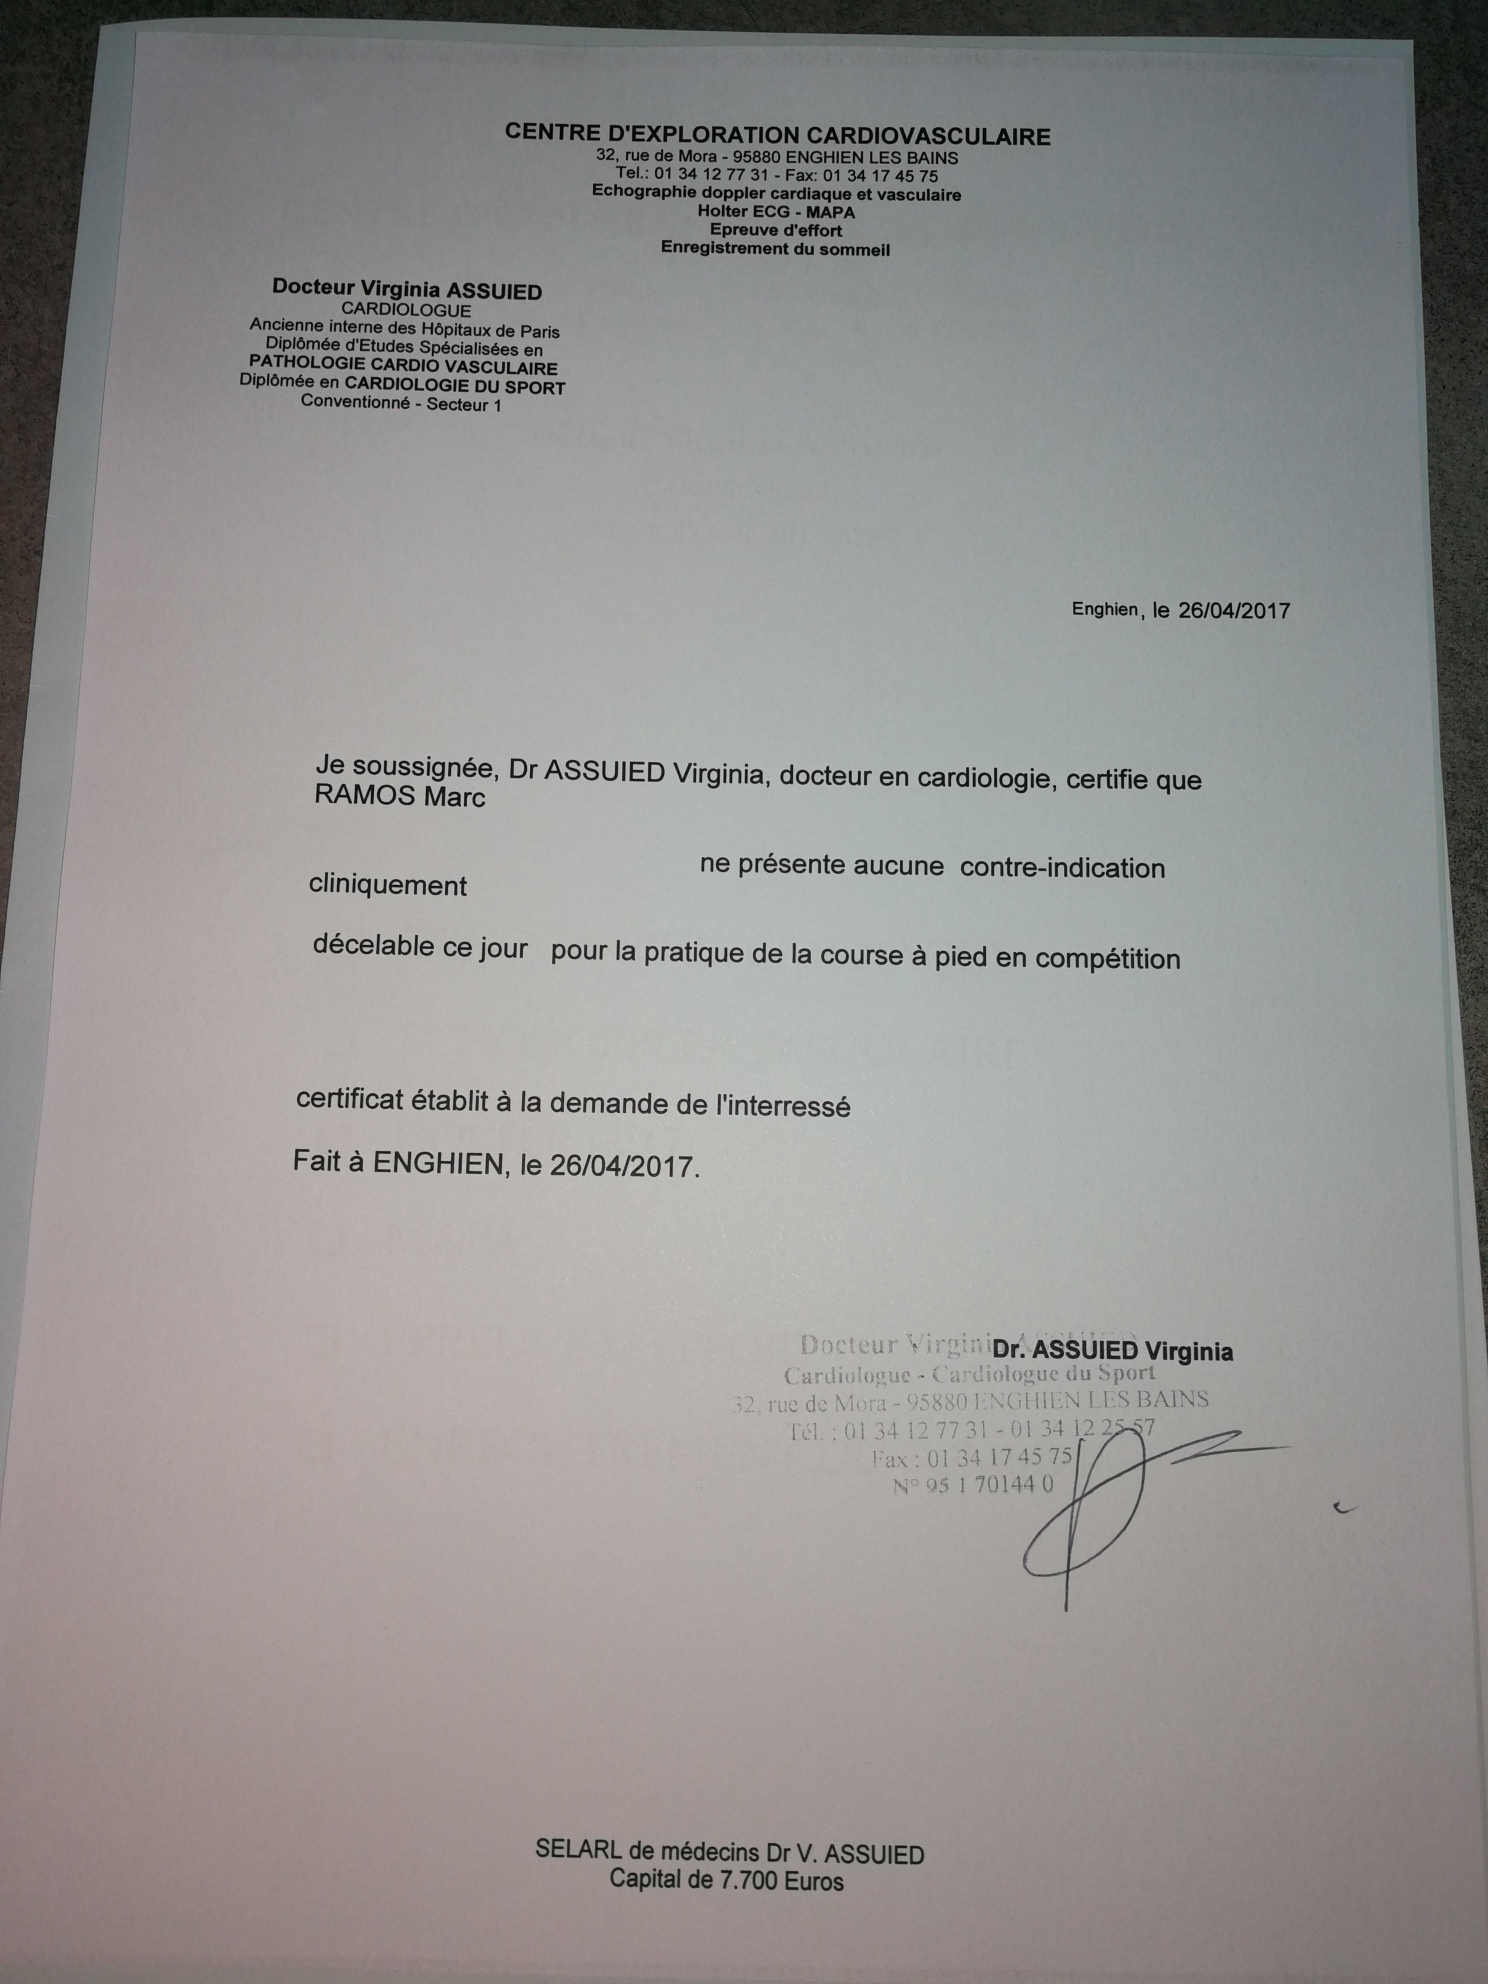 CENTRE D'EXPLORATION CARDIOVASCULAIRE
32, rue de Mora - 95880 ENGHIEN LES BAINS
Tel.: 01 34 12 77 31 - Fax: 01 34 17 45 75
Echographie doppler cardiaque et vasculaire
Holter ECG - MAPA
Epreuve d'effort
Enregistrement du sommeil
Docteur Virginia ASSUIED
CARDIOLOGUE
Ancienne interne des Hôpitaux de Paris
Diplômée d'Etudes Spécialisées en
PATHOLOGIE CARDIO VASCULAIRE
Diplômée en CARDIOLOGIE DU SPORT
Conventionné - Secteur 1
Enghien, le 26/04/2017
Je soussignée, Dr ASSUIED Virginia, docteur en cardiologie, certifie que
RAMOS Marc
ne présente aucune contre-indication
cliniquement
décelable ce jour pour la pratique de la course à pied en compétition
certificat établit à la demande de l'interressé
Fait à ENGHIEN, le 26/04/2017.
Dr. ASSUIED Virginia
Docteur Virginia ASSUIED
Cardiologue - Cardiologue du Sport
32, rue de Mora - 95880 ENGHIEN LES BAINS
Tél. : 01 34 12 77 31 - 01 34 12 25 57
Fax : 01 34 17 45 75
N° 95 1 70144 0
SELARL de médecins Dr V. ASSUIED
Capital de 7.700 Euros